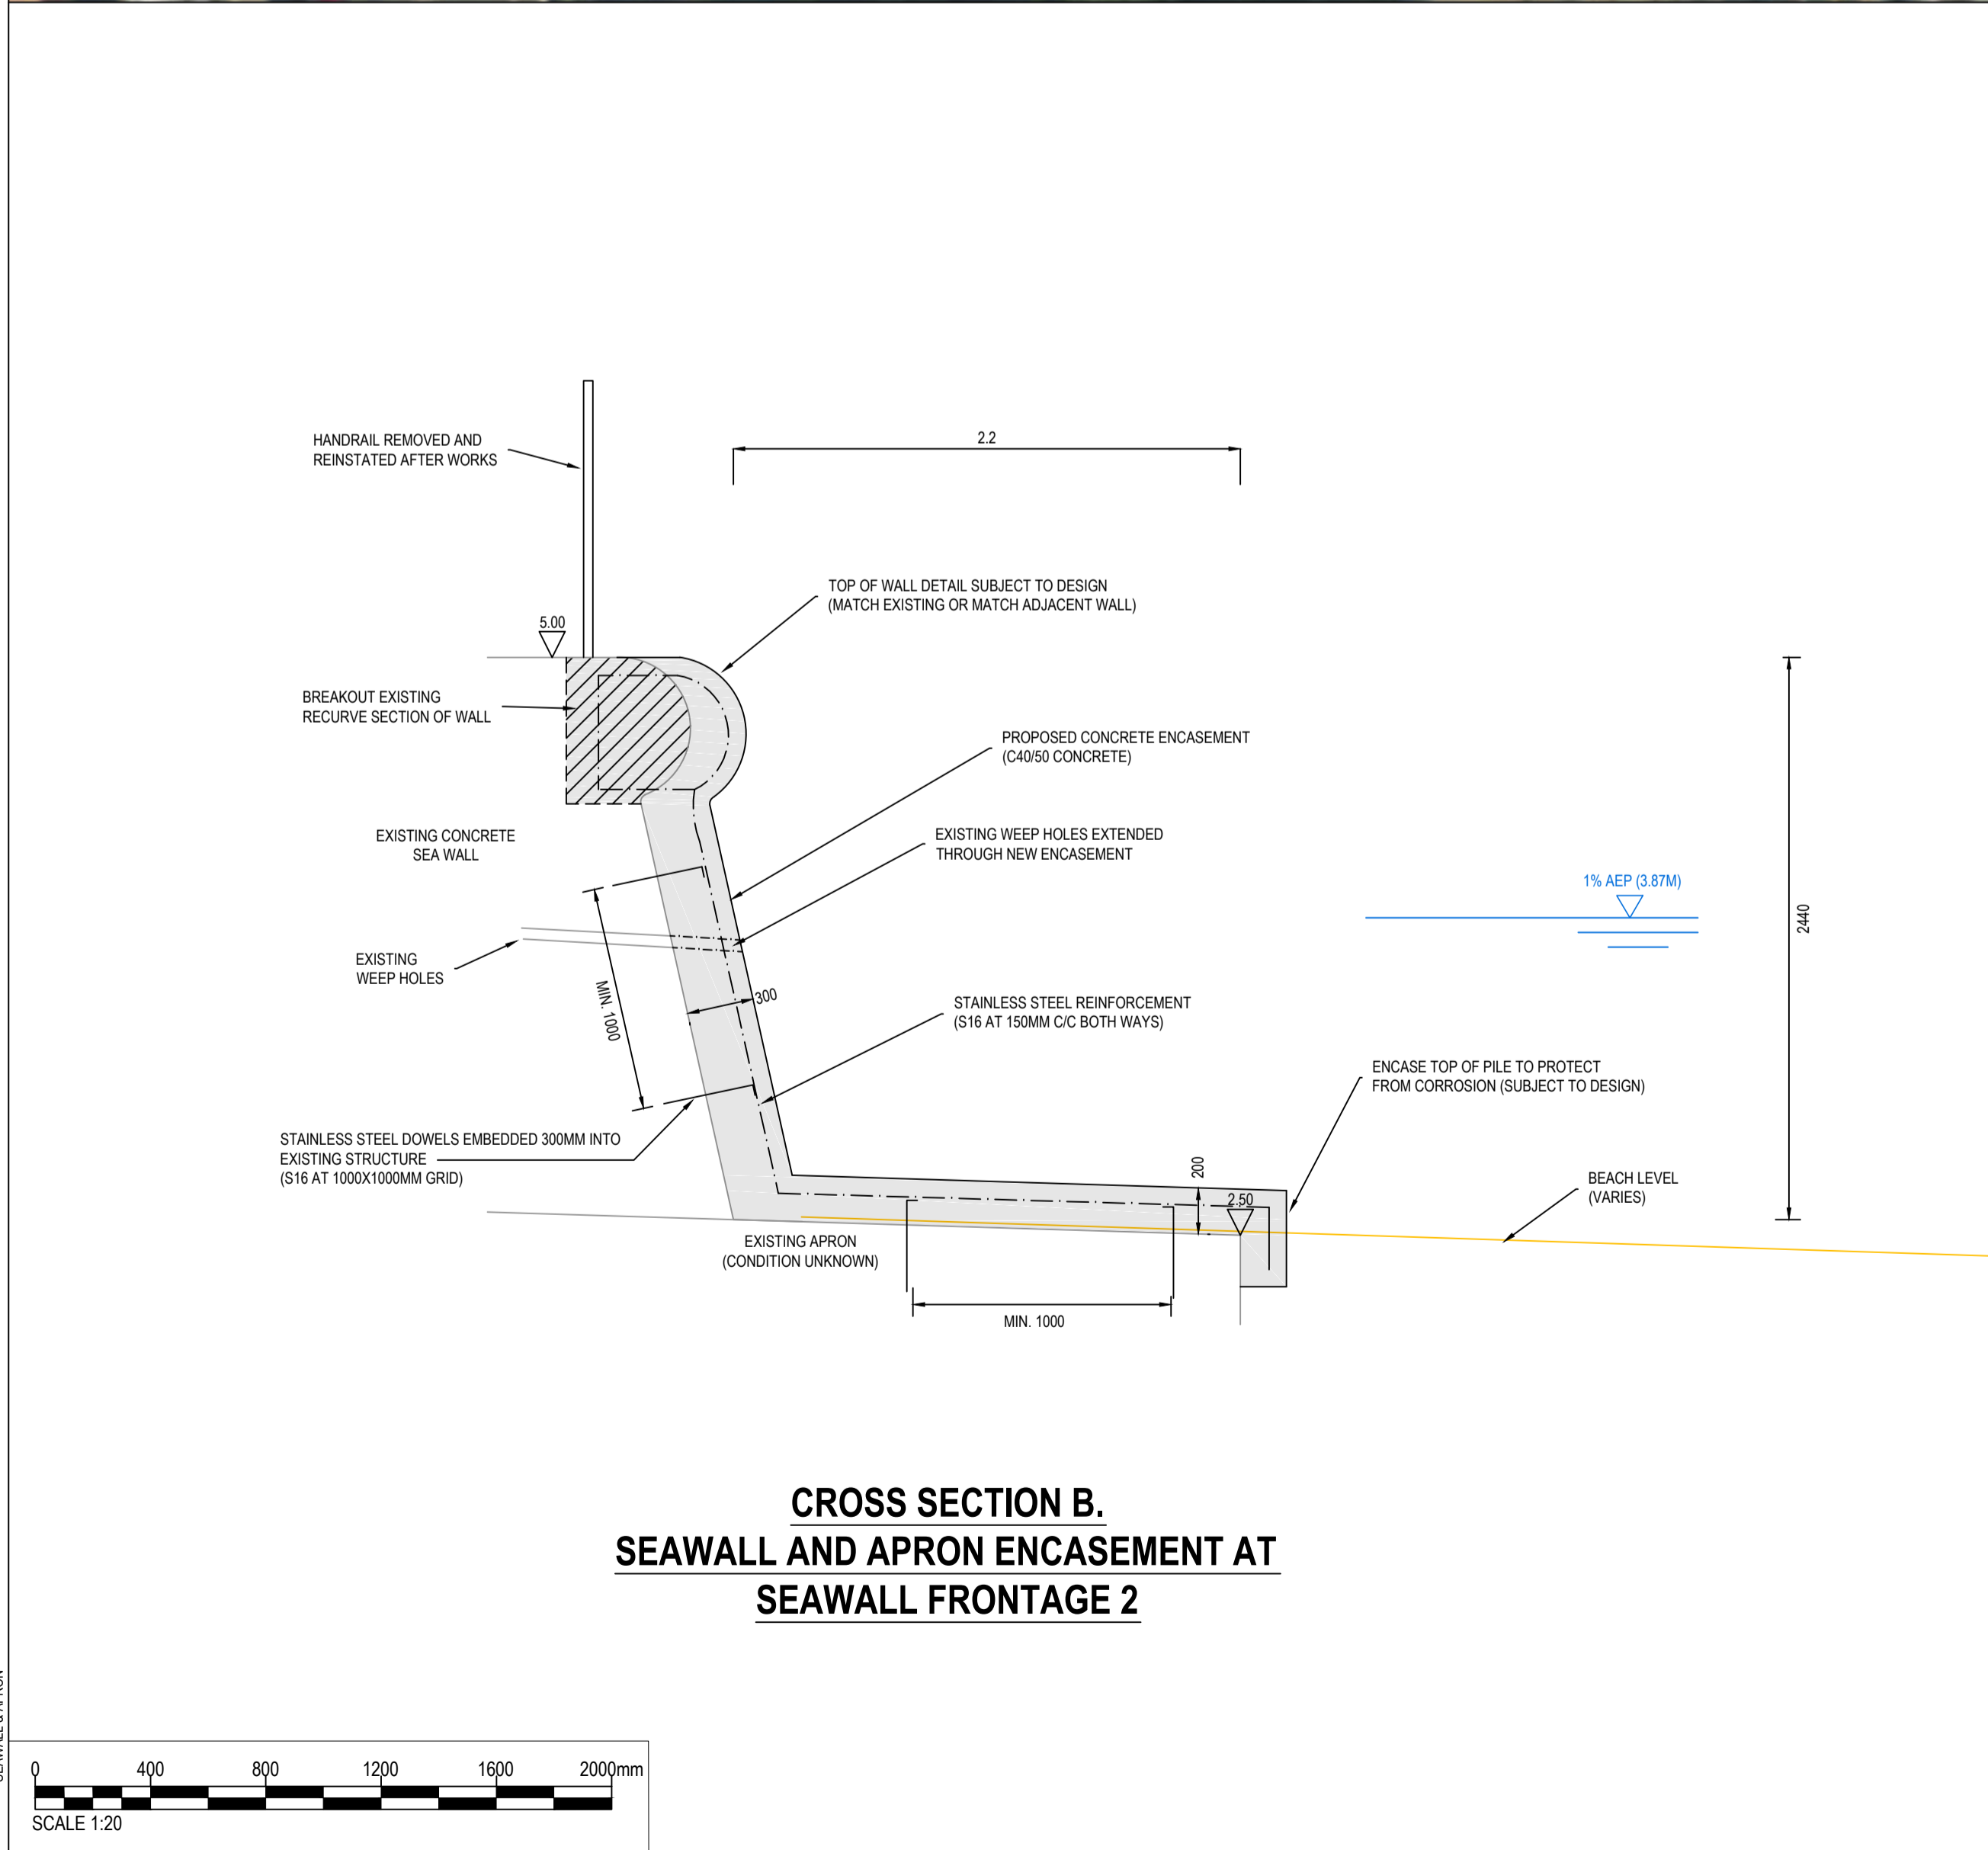 HANDRAIL REMOVED AND
REINSTATED AFTER WORKS
2.2
TOP OF WALL DETAIL SUBJECT TO DESIGN
(MATCH EXISTING OR MATCH ADJACENT WALL)
5.00
BREAKOUT EXISTING
RECURVE SECTION OF WALL
PROPOSED CONCRETE ENCASEMENT
(C40/50 CONCRETE)
EXISTING CONCRETE
SEA WALL
EXISTING WEEP HOLES EXTENDED
THROUGH NEW ENCASEMENT
1% AEP (3.87M)
2440
EXISTING
WEEP HOLES
MIN. 1000
300
STAINLESS STEEL REINFORCEMENT
(S16 AT 150MM C/C BOTH WAYS)
ENCASE TOP OF PILE TO PROTECT
FROM CORROSION (SUBJECT TO DESIGN)
STAINLESS STEEL DOWELS EMBEDDED 300MM INTO
EXISTING STRUCTURE
(S16 AT 1000X1000MM GRID)
200
2.50
BEACH LEVEL
(VARIES)
EXISTING APRON
(CONDITION UNKNOWN)
MIN. 1000
CROSS SECTION B.
SEAWALL AND APRON ENCASEMENT AT
SEAWALL FRONTAGE 2
0 400 800 1200 1600 2000mm
SCALE 1:20